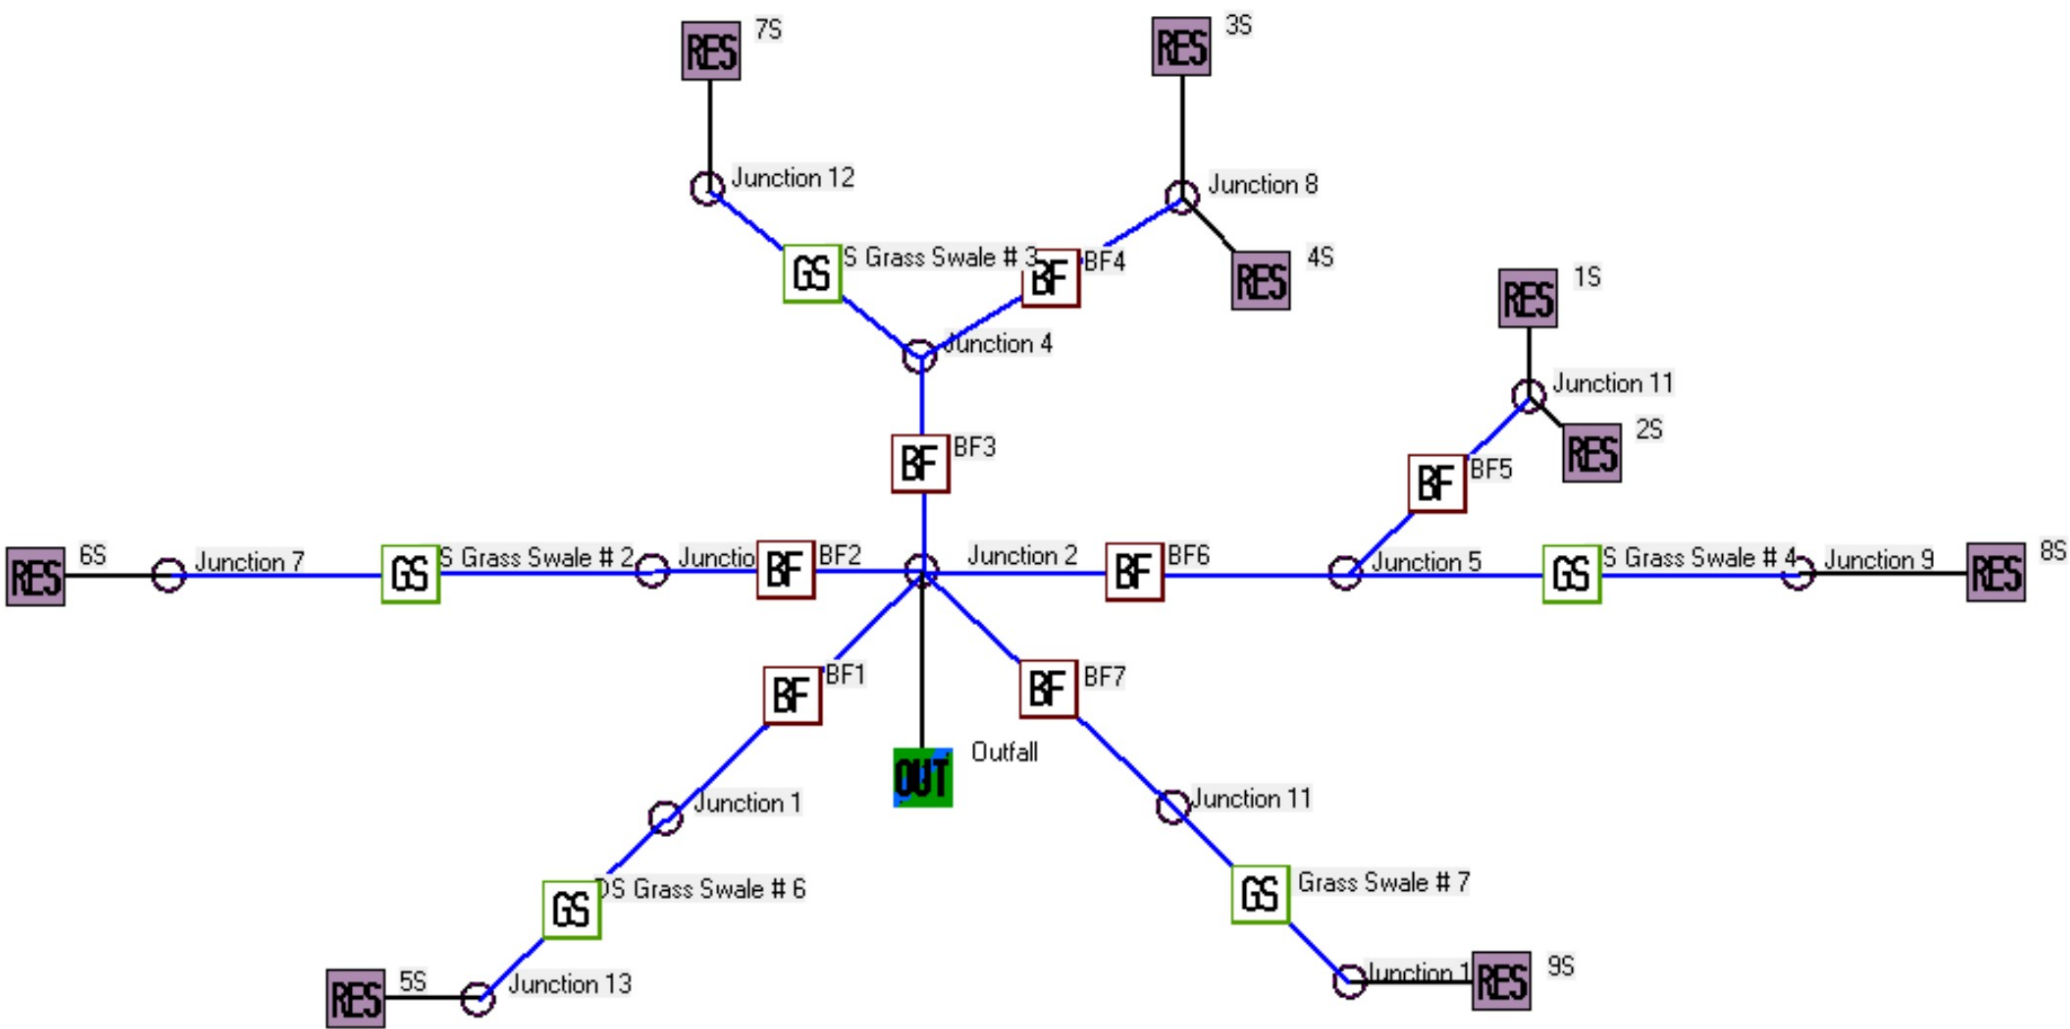 RES 7S
RES 3S
Junction 12
Junction 8
GS S Grass Swale # 3
BF BF4
RES 4S
RES 1S
Junction 4
Junction 11
RES 2S
BF BF3
BF BF5
RES 6S
Junction 7
GS S Grass Swale # 2
Junctio
BF BF2
Junction 2
BF BF6
Junction 5
GS S Grass Swale # 4
Junction 9
RES 8S
BF BF1
BF BF7
OUT Outfall
Junction 1
Junction 11
GS DS Grass Swale # 6
GS Grass Swale # 7
RES 5S
Junction 13
Junction 1
RES 9S